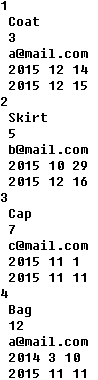 1
Coat
3
a@mail.com
2015 12 14
2015 12 15
2
Skirt
5
b@mail.com
2015 10 29
2015 12 16
3
Cap
7
c@mail.com
2015 11 1
2015 11 11
4
Bag
12
a@mail.com
2014 3 10
2015 11 11